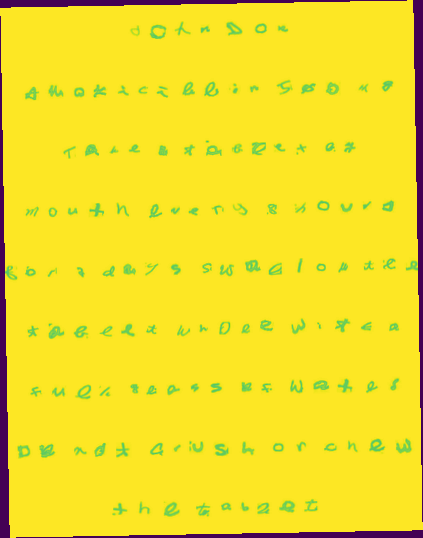 John Don
Amoxicillin 500 mg
Take 1 tablet by
mouth every 8 hours
for 7 days swallow the
tablet whole with a
full glass of water
Do not crush or chew
the tablet